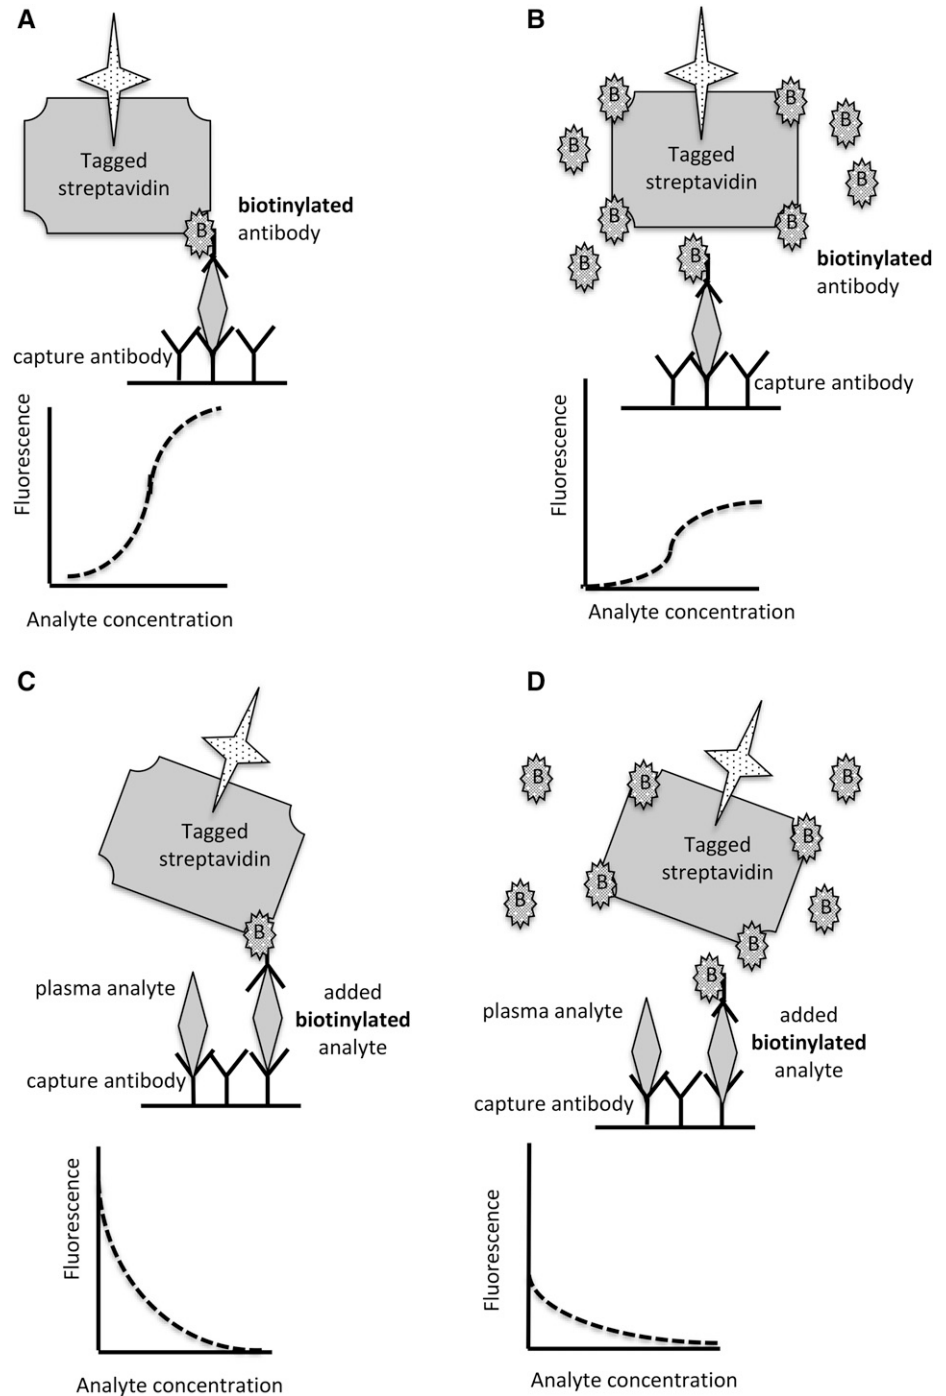 A
Tagged
streptavidin
B
biotinylated
antibody
capture antibody
Fluorescence
Analyte concentration
B
B
B
B
B
B
Tagged
streptavidin
B
B
B
B
biotinylated
antibody
capture antibody
Fluorescence
Analyte concentration
C
Tagged
streptavidin
B
plasma analyte
added
biotinylated
analyte
capture antibody
Fluorescence
Analyte concentration
D
B
B
B
B
Tagged
streptavidin
B
B
B
B
B
plasma analyte
added
biotinylated
analyte
capture antibody
Fluorescence
Analyte concentration